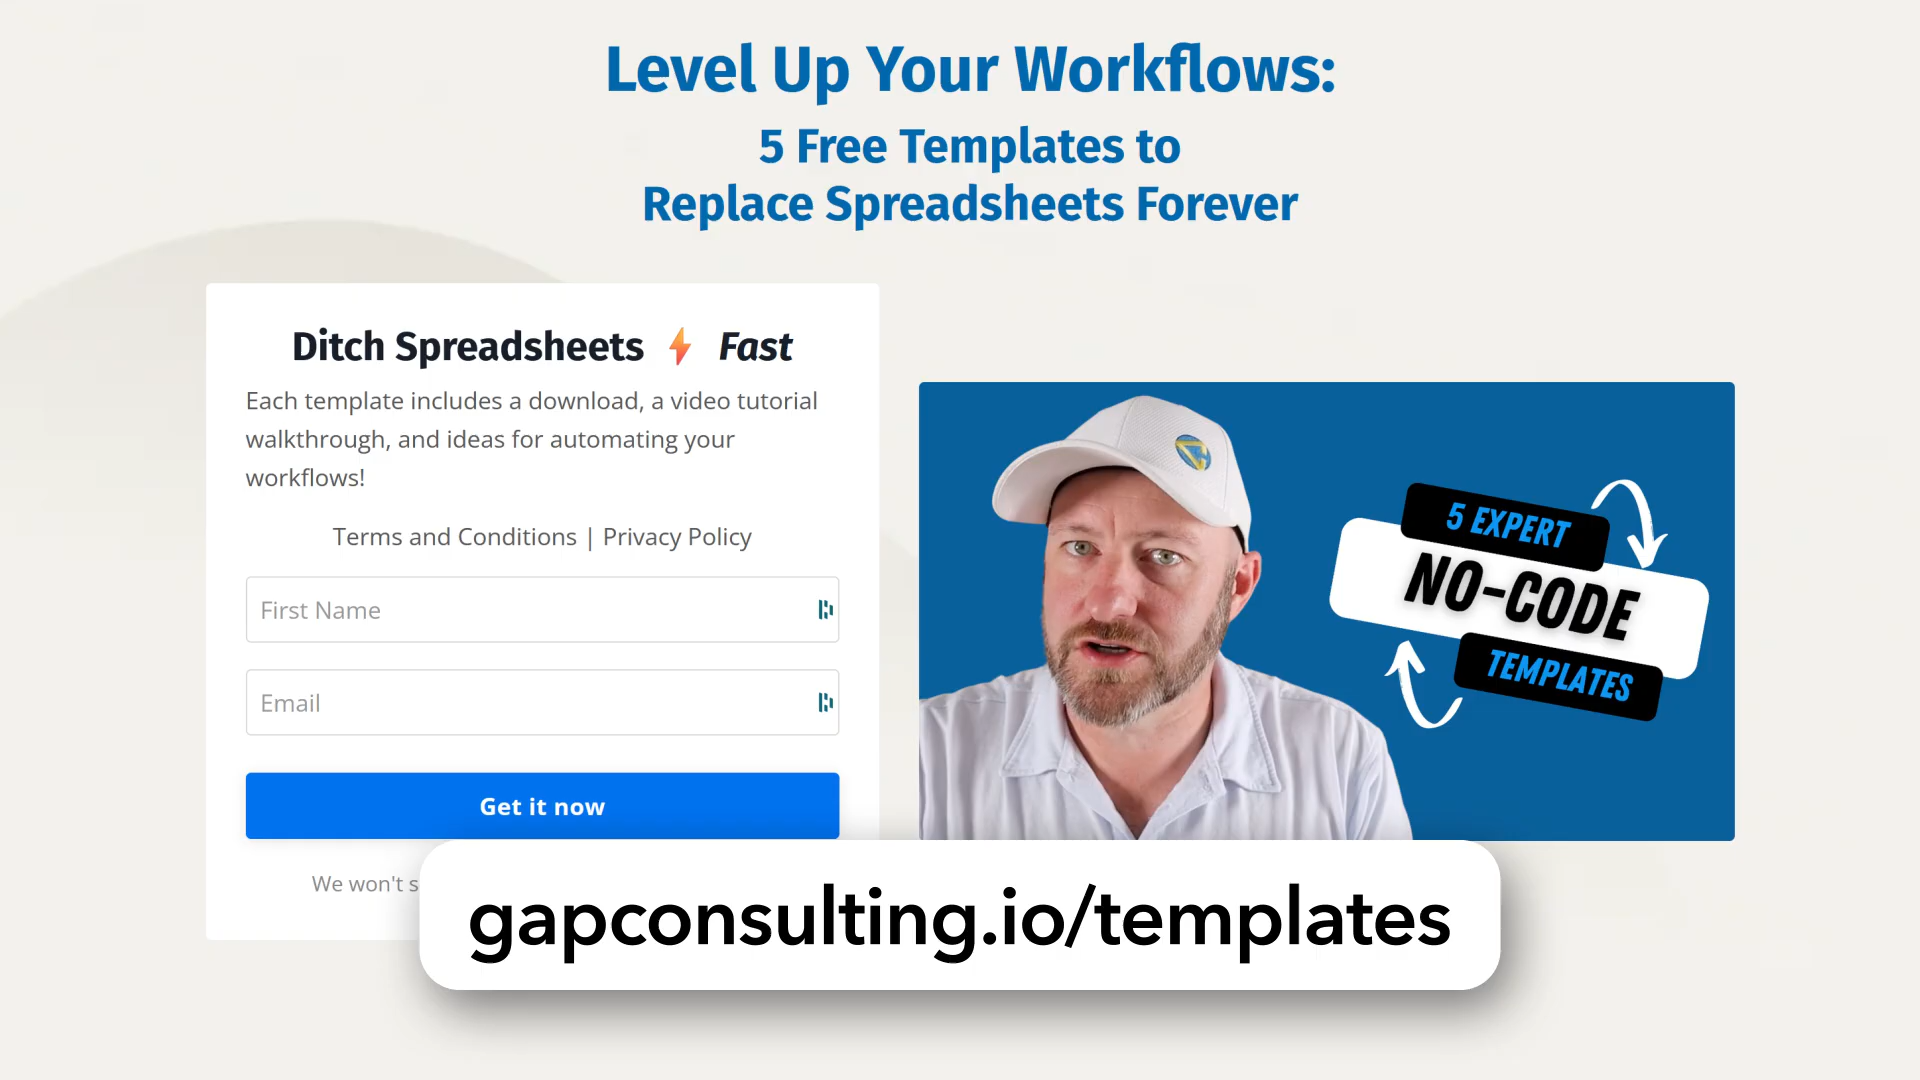 Level Up Your Workflows:
5 Free Templates to
Replace Spreadsheets Forever
Ditch Spreadsheets ⚡ Fast
Each template includes a download, a video tutorial
walkthrough, and ideas for automating your
workflows!
Terms and Conditions | Privacy Policy
First Name
Email
Get it now
We won't s
5 EXPERT
NO-CODE
TEMPLATES
gapconsulting.io/templates